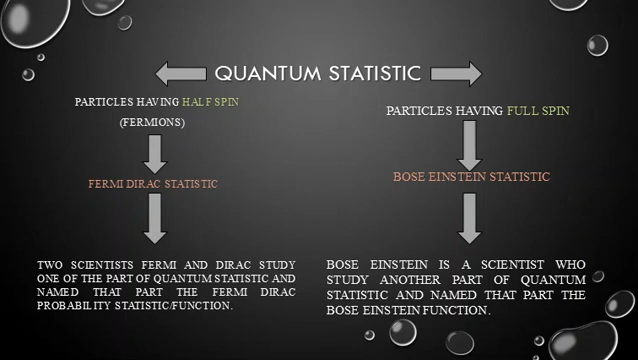 QUANTUM STATISTIC
PARTICLES HAVING HALF SPIN
(FERMIONS)
FERMI DIRAC STATISTIC
TWO SCIENTISTS FERMI AND DIRAC STUDY
ONE OF THE PART OF QUANTUM STATISTIC AND
NAMED THAT PART THE FERMI DIRAC
PROBABILITY STATISTIC/FUNCTION.
PARTICLES HAVING FULL SPIN
BOSE EINSTEIN STATISTIC
BOSE EINSTEIN IS A SCIENTIST WHO
STUDY ANOTHER PART OF QUANTUM
STATISTIC AND NAMED THAT PART THE
BOSE EINSTEIN FUNCTION.